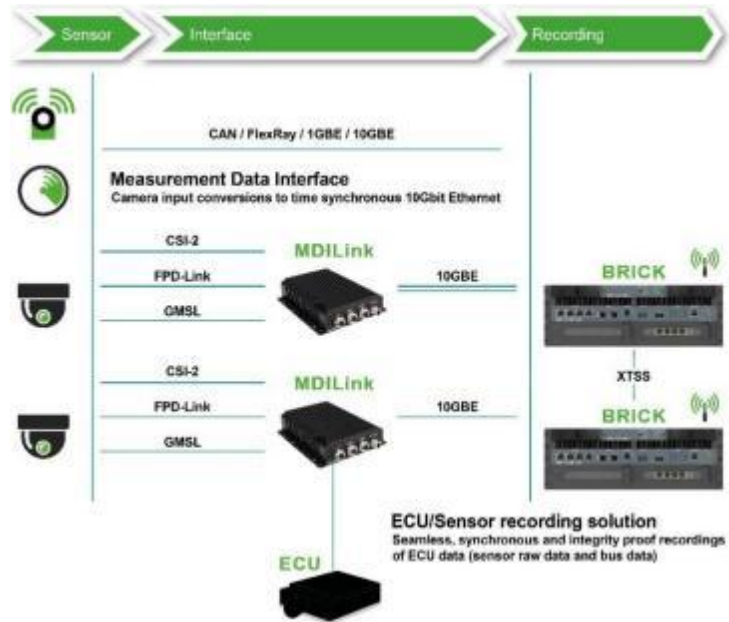 Sensor
Interface
Recording
CAN / FlexRay / 1GBE / 10GBE
Measurement Data Interface
Camera input conversions to time synchronous 10Gbit Ethernet
CSI-2
FPD-Link
GMSL
MDILink
10GBE
BRICK
XTSS
CSI-2
FPD-Link
GMSL
MDILink
10GBE
BRICK
ECU/Sensor recording solution
Seamless, synchronous and integrity proof recordings
of ECU data (sensor raw data and bus data)
ECU